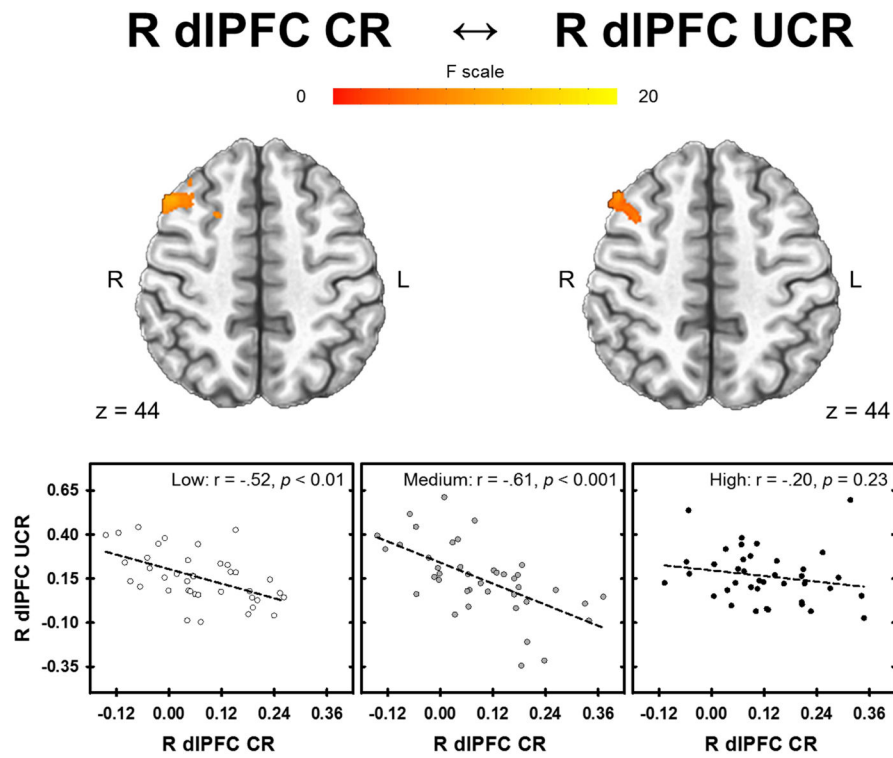 R dlPFC CR ↔ R dlPFC UCR
F scale
0 20
R L
R L
z = 44
z = 44
Low: r = -.52, p < 0.01
Medium: r = -.61, p < 0.001
High: r = -.20, p = 0.23
R dlPFC UCR
0.65
0.40
0.15
-0.10
-0.35
-0.12 0.00 0.12 0.24 0.36
-0.12 0.00 0.12 0.24 0.36
-0.12 0.00 0.12 0.24 0.36
R dlPFC CR
R dlPFC CR
R dlPFC CR